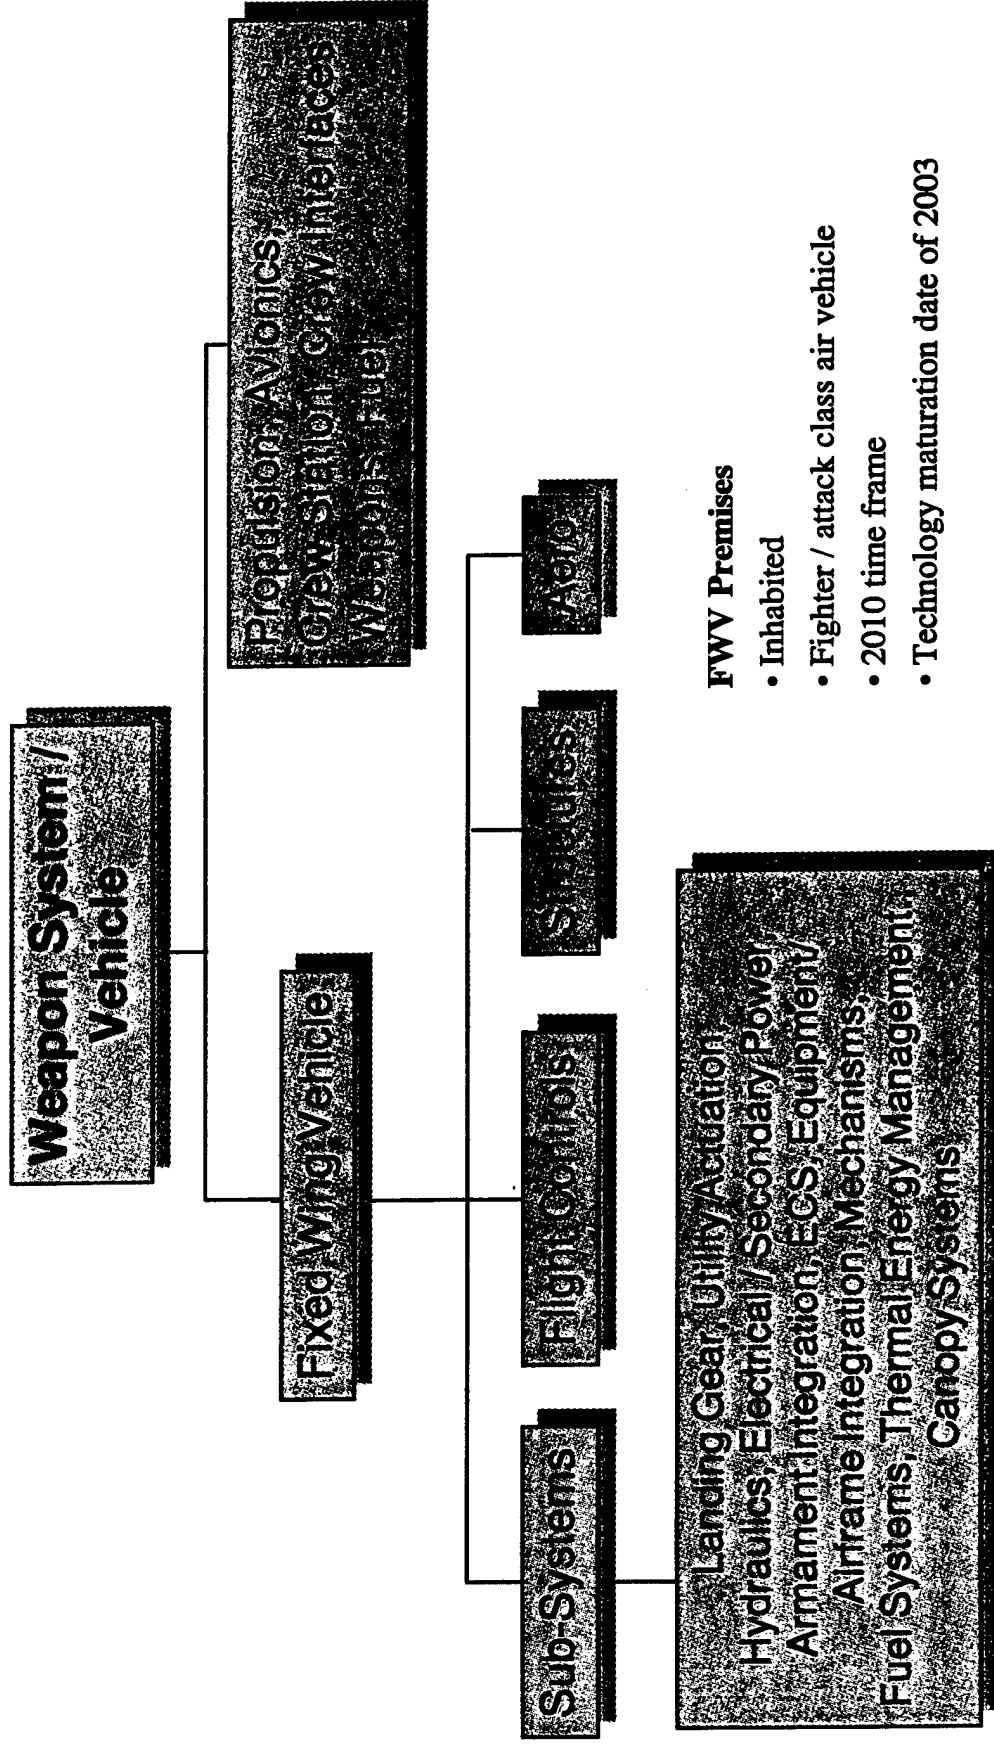 Weapon System /
Vehicle
Propulsion, Avionics,
Crew Station / Crew Interfaces
Weapons, Fuel
Fixed Wing Vehicle
Sub-Systems
Flight Controls
Structures
Aero
Landing Gear, Utility Actuation,
Hydraulics, Electrical / Secondary Power,
Armament Integration, ECS, Equipment /
Airframe Integration, Mechanisms,
Fuel Systems, Thermal Energy Management,
Canopy Systems
FWV Premises
• Inhabited
• Fighter / attack class air vehicle
• 2010 time frame
• Technology maturation date of 2003